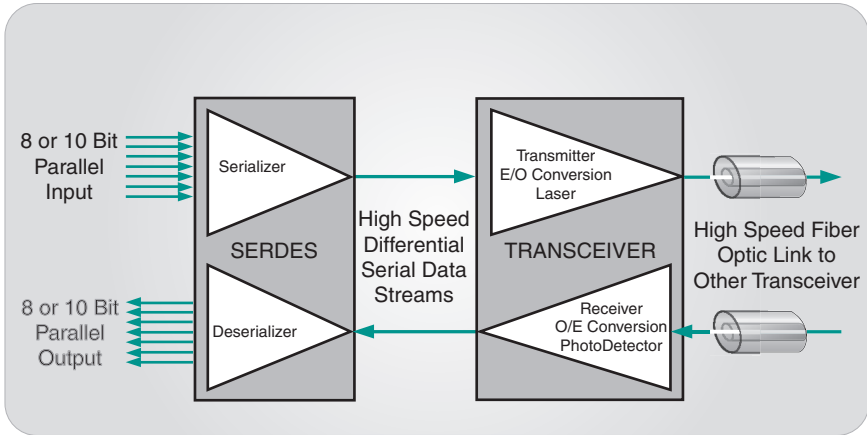 8 or 10 Bit
Parallel
Input
Serializer
SERDES
Deserializer
8 or 10 Bit
Parallel
Output
High Speed
Differential
Serial Data
Streams
Transmitter
E/O Conversion
Laser
TRANSCEIVER
Receiver
O/E Conversion
PhotoDetector
High Speed Fiber
Optic Link to
Other Transceiver